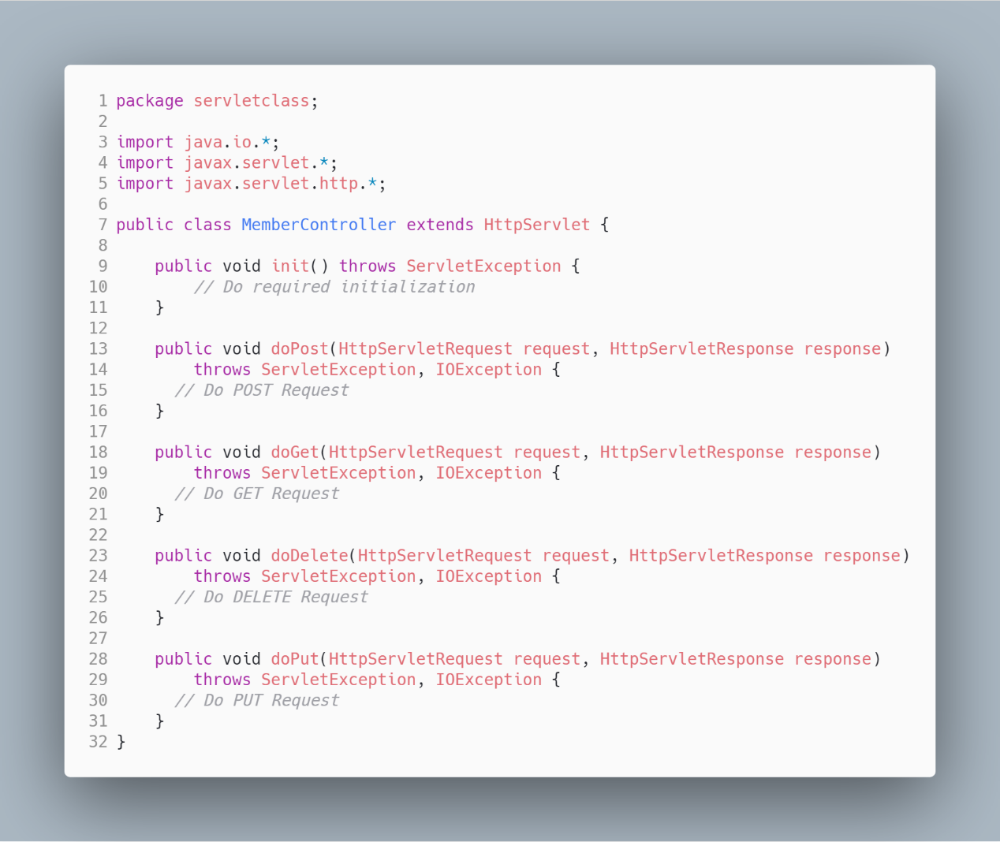 1 package servletclass;
2
3 import java.io.*;
4 import javax.servlet.*;
5 import javax.servlet.http.*;
6
7 public class MemberController extends HttpServlet {
8
9     public void init() throws ServletException {
10         // Do required initialization
11     }
12
13     public void doPost(HttpServletRequest request, HttpServletResponse response)
14         throws ServletException, IOException {
15       // Do POST Request
16     }
17
18     public void doGet(HttpServletRequest request, HttpServletResponse response)
19         throws ServletException, IOException {
20       // Do GET Request
21     }
22
23     public void doDelete(HttpServletRequest request, HttpServletResponse response)
24         throws ServletException, IOException {
25       // Do DELETE Request
26     }
27
28     public void doPut(HttpServletRequest request, HttpServletResponse response)
29         throws ServletException, IOException {
30       // Do PUT Request
31     }
32 }